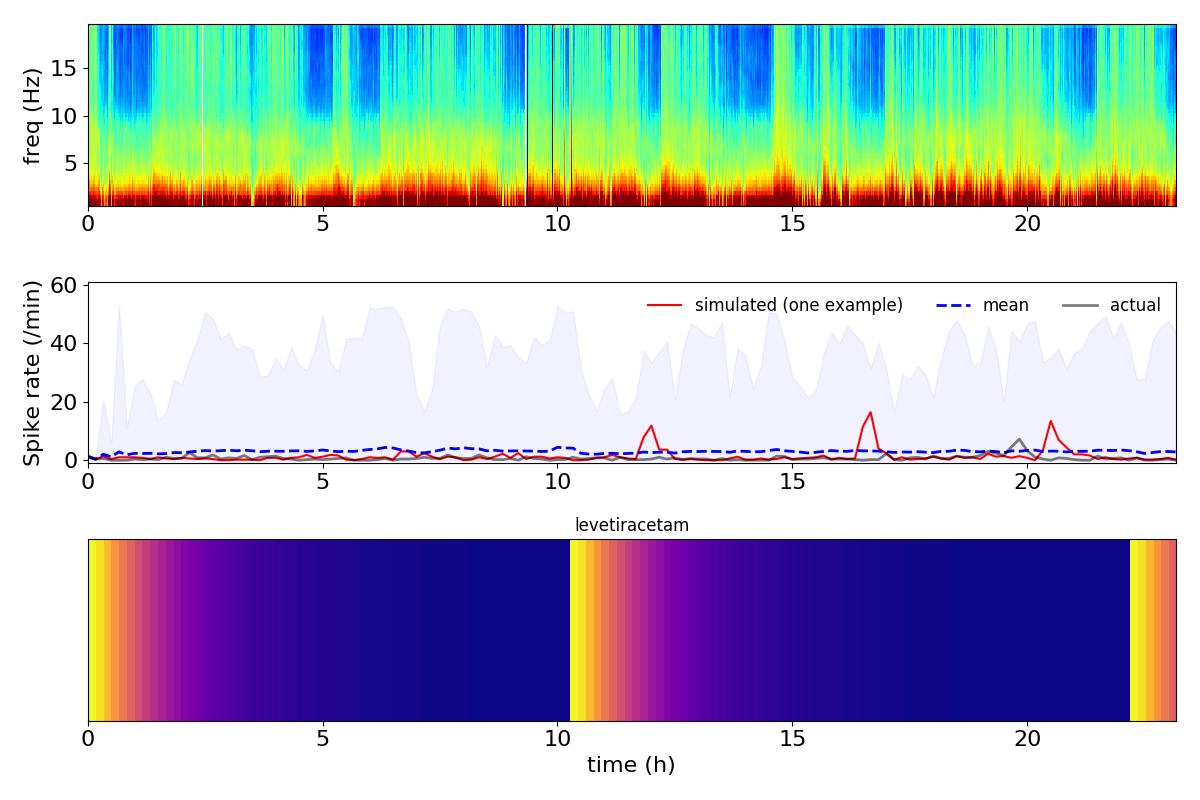 freq (Hz)
15
10
5
0 5 10 15 20
Spike rate (/min)
60
40
20
0
simulated (one example) mean actual
0 5 10 15 20
levetiracetam
0 5 10 15 20
time (h)